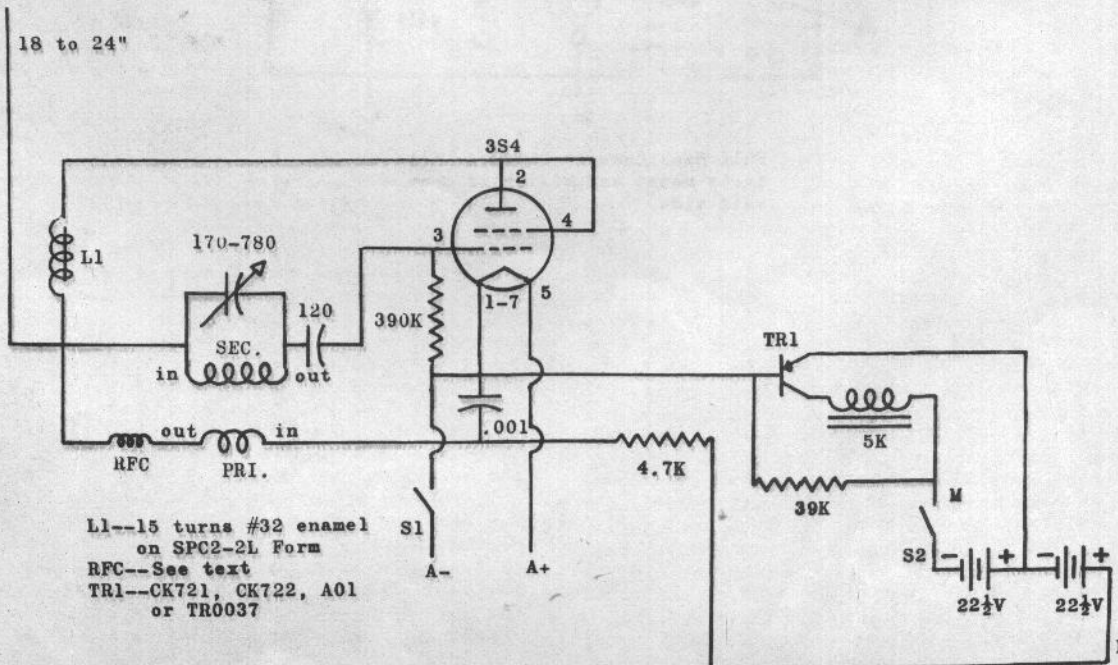 18 to 24"
3S4
2
4
3
L1
170-780
120
390K
1-7
5
SEC.
in
out
TR1
.001
5K
out
in
RFC
PRI.
4.7K
39K
M
S1
S2
- + - +
A-
A+
22½V
22½V
L1--15 turns #32 enamel
on SPC2-2L Form
RFC--See text
TR1--CK721, CK722, A01
or TR0037